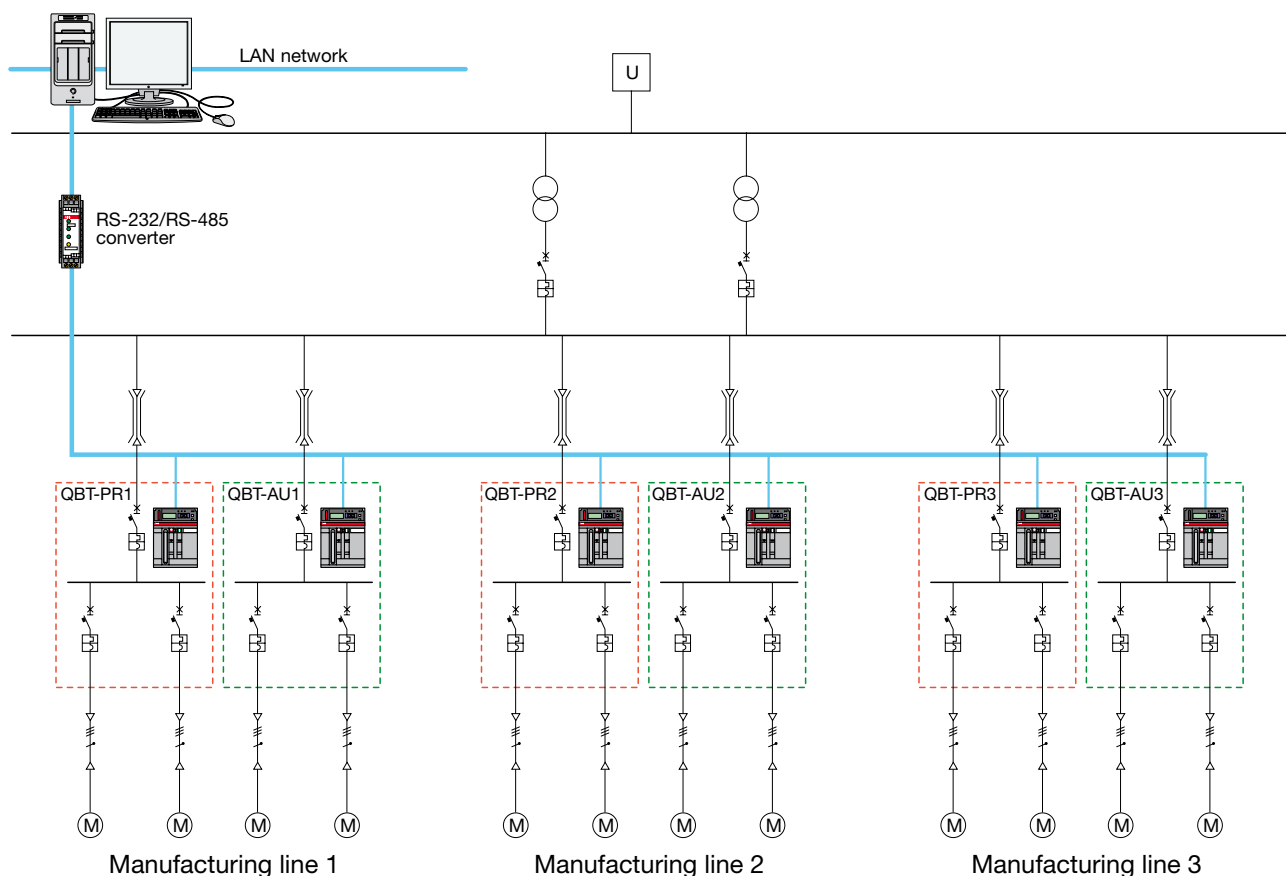 LAN network
U
RS-232/RS-485
converter
QBT-PR1
QBT-AU1
QBT-PR2
QBT-AU2
QBT-PR3
QBT-AU3
M
M
M
M
M
M
M
M
M
M
M
M
Manufacturing line 1
Manufacturing line 2
Manufacturing line 3